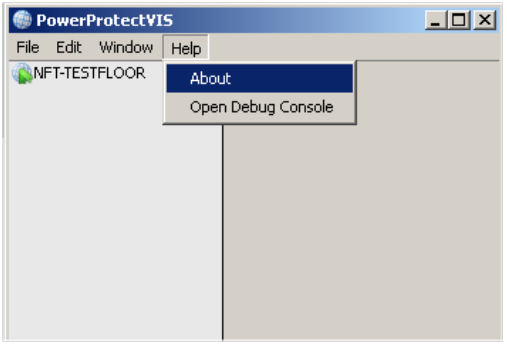 PowerProtectVIS
File Edit Window Help
NFT-TESTFLOOR
About
Open Debug Console